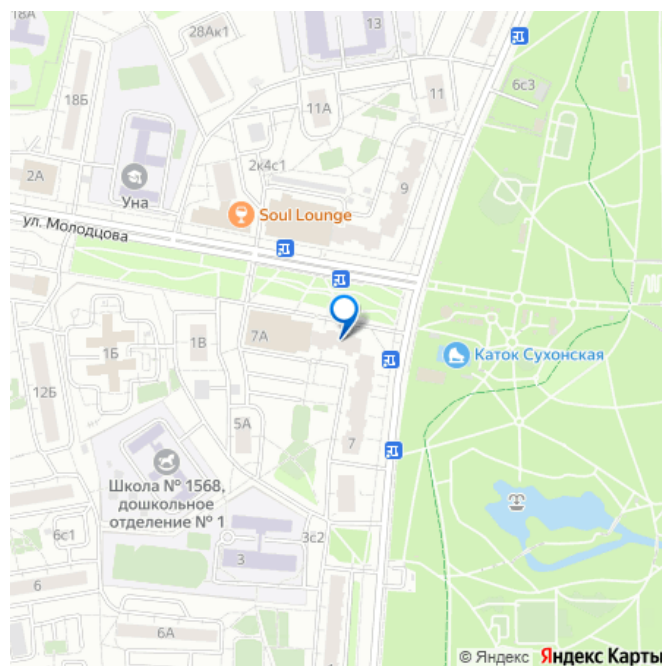 18А
28Ак1
13
6с3
18Б
11А
11
2А
Уна
2к4с1
9
Soul Lounge
ул. Молодцова
7А
1Б
1В
Каток Сухонская
12Б
5А
7
Школа № 1568,
дошкольное
отделение № 1
6с1
3с2
3
6
6А
© Яндекс Яндекс Карты